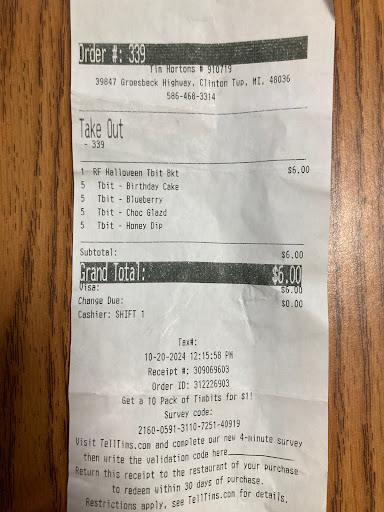 Order #: 339
Tim Hortons # 910719
39847 Groesbeck Highway, Clinton Twp, MI, 48036
586-468-3314
Take Out
- 339
1 RF Halloween Tbit Bkt $6.00
5 Tbit - Birthday Cake
5 Tbit - Blueberry
5 Tbit - Choc Glazd
5 Tbit - Honey Dip
Subtotal: $6.00
Grand Total: $6.00
Visa: $6.00
Change Due: $0.00
Cashier: SHIFT 1
Tax#:
10-20-2024 12:15:58 PM
Receipt #: 309069603
Order ID: 312226903
Get a 10 Pack of Timbits for $1!
Survey code:
2160-0591-3110-7251-40919
Visit TellTims.com and complete our new 4-minute survey
then write the validation code here
Return this receipt to the restaurant of your purchase
to redeem within 30 days of purchase.
Restrictions apply, see TellTims.com for details.